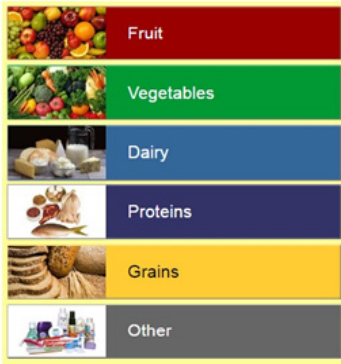 Fruit
Vegetables
Dairy
Proteins
Grains
Other